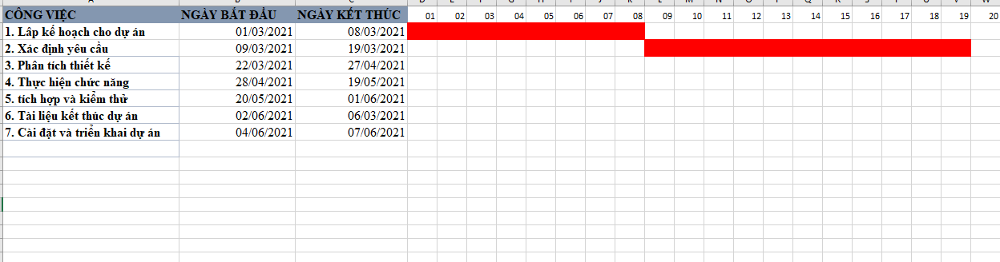 A B C D E F G H I J K L M N O P Q R S T U V W
CÔNG VIỆC NGÀY BẮT ĐẦU NGÀY KẾT THÚC 01 02 03 04 05 06 07 08 09 10 11 12 13 14 15 16 17 18 19 20
1. Lâp kế hoạch cho dự án 01/03/2021 08/03/2021
2. Xác định yêu cầu 09/03/2021 19/03/2021
3. Phân tích thiết kế 22/03/2021 27/04/2021
4. Thực hiện chức năng 28/04/2021 19/05/2021
5. tích hợp và kiểm thử 20/05/2021 01/06/2021
6. Tài liệu kết thúc dự án 02/06/2021 06/03/2021
7. Cài đặt và triển khai dự án 04/06/2021 07/06/2021